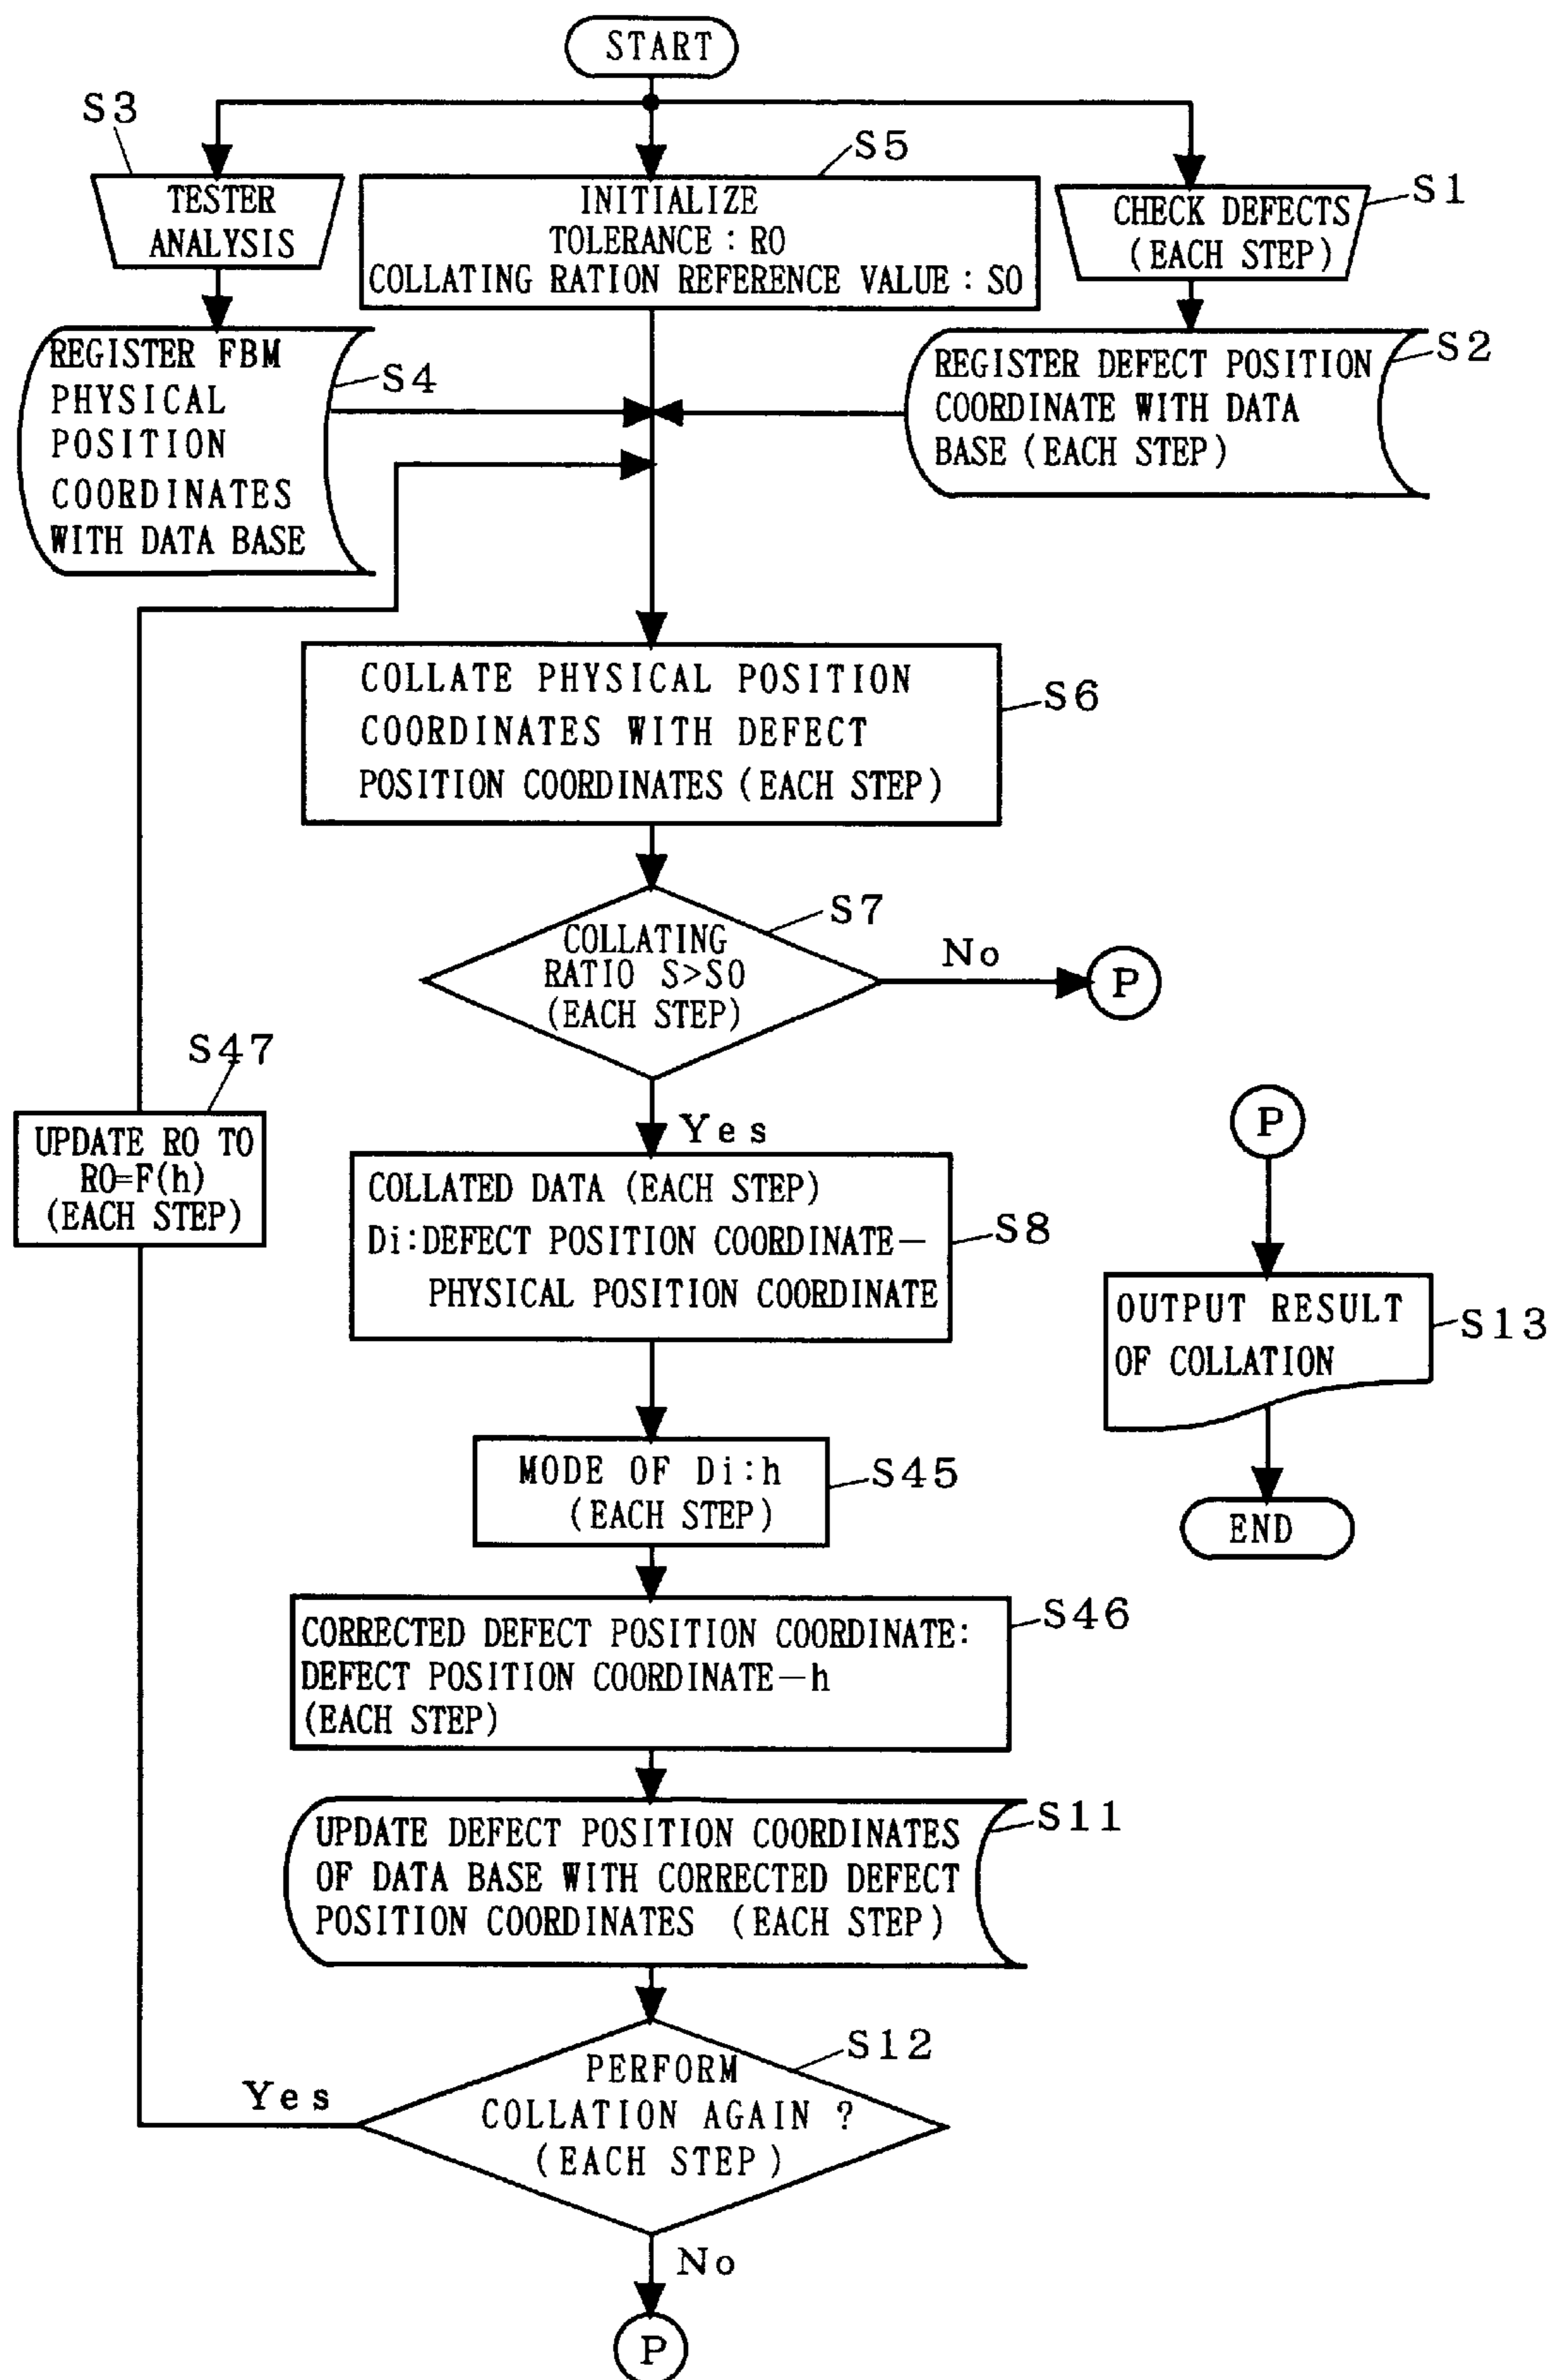 START
S3
S5
S1
TESTER
ANALYSIS
INITIALIZE
TOLERANCE : R0
COLLATING RATION REFERENCE VALUE : S0
CHECK DEFECTS
(EACH STEP)
REGISTER FBM
PHYSICAL
POSITION
COORDINATES
WITH DATA BASE
S4
REGISTER DEFECT POSITION
COORDINATE WITH DATA
BASE (EACH STEP)
S2
COLLATE PHYSICAL POSITION
COORDINATES WITH DEFECT
POSITION COORDINATES (EACH STEP)
S6
COLLATING
RATIO S>S0
(EACH STEP)
S7
No
P
Yes
S47
UPDATE R0 TO
R0=F(h)
(EACH STEP)
COLLATED DATA (EACH STEP)
Di:DEFECT POSITION COORDINATE−
PHYSICAL POSITION COORDINATE
S8
P
OUTPUT RESULT
OF COLLATION
S13
END
MODE OF Di:h
(EACH STEP)
S45
CORRECTED DEFECT POSITION COORDINATE:
DEFECT POSITION COORDINATE−h
(EACH STEP)
S46
UPDATE DEFECT POSITION COORDINATES
OF DATA BASE WITH CORRECTED DEFECT
POSITION COORDINATES (EACH STEP)
S11
PERFORM
COLLATION AGAIN ?
(EACH STEP)
S12
Yes
No
P